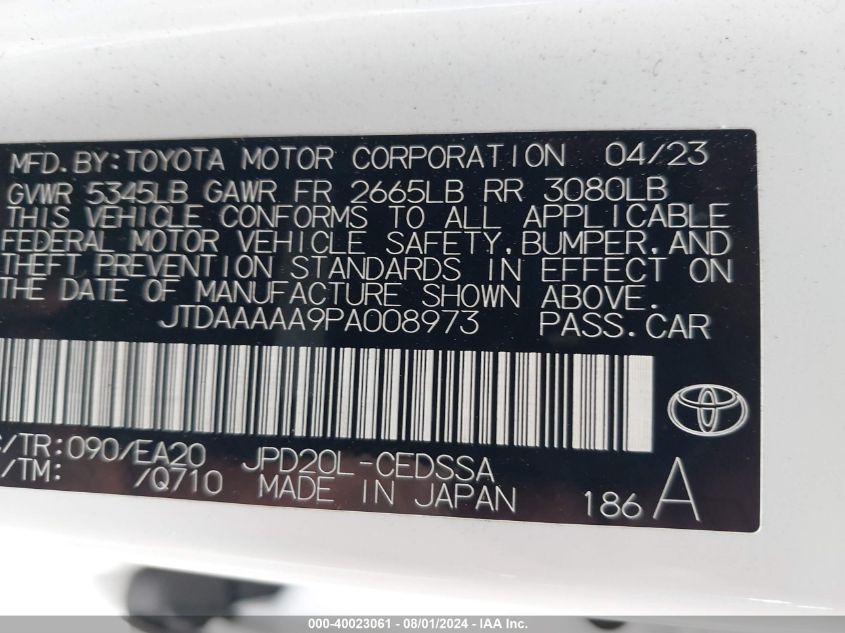 MFD. BY: TOYOTA MOTOR CORPORATION 04/23
GVWR 5345LB GAWR FR 2665LB RR 3080LB
THIS VEHICLE CONFORMS TO ALL APPLICABLE
FEDERAL MOTOR VEHICLE SAFETY, BUMPER, AND
THEFT PREVENTION STANDARDS IN EFFECT ON
THE DATE OF MANUFACTURE SHOWN ABOVE.
JTDAAAAA9PA008973 PASS. CAR
C/TR: 090/EA20 JPD20L-CEDSSA
/TM: /Q710 MADE IN JAPAN 186 A
000-40023061 - 08/01/2024 - IAA Inc.